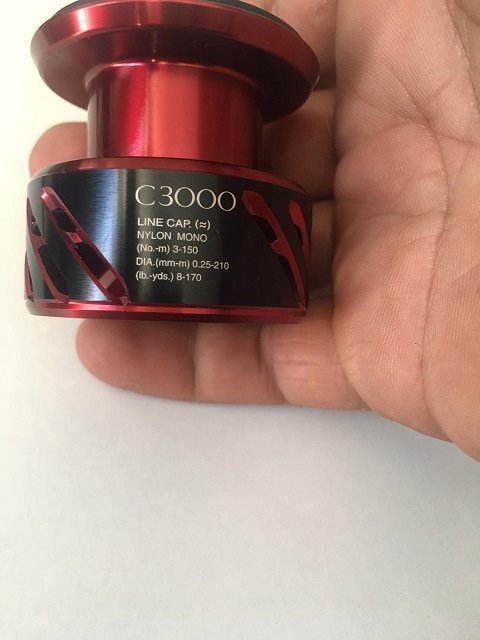 C3000
LINE CAP. (≈)
NYLON MONO
(No.-m) 3-150
DIA.(mm-m) 0.25-210
(lb.-yds.) 8-170